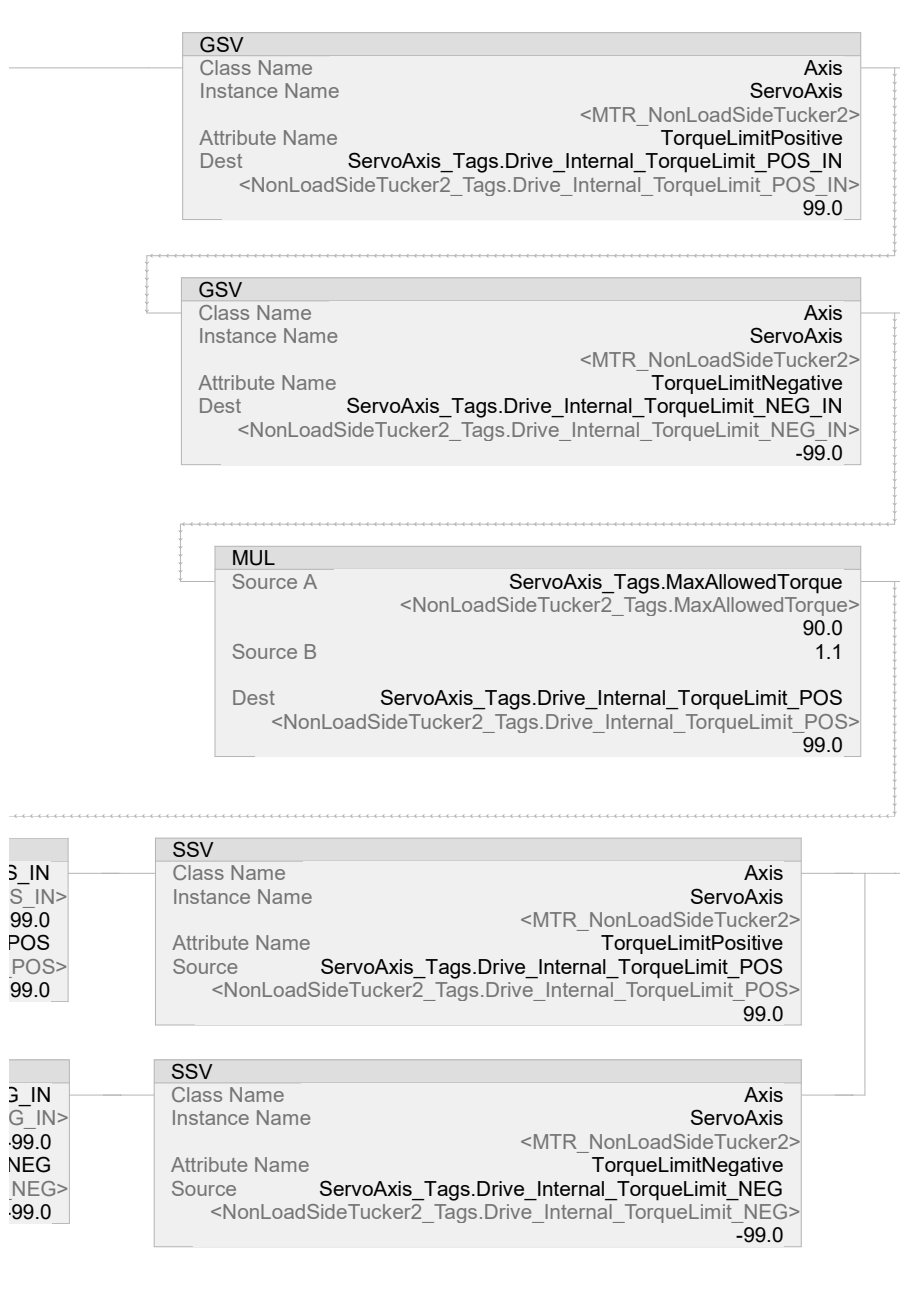 GSV
Class Name Axis
Instance Name ServoAxis
<MTR_NonLoadSideTucker2>
Attribute Name TorqueLimitPositive
Dest ServoAxis_Tags.Drive_Internal_TorqueLimit_POS_IN
<NonLoadSideTucker2_Tags.Drive_Internal_TorqueLimit_POS_IN>
99.0
GSV
Class Name Axis
Instance Name ServoAxis
<MTR_NonLoadSideTucker2>
Attribute Name TorqueLimitNegative
Dest ServoAxis_Tags.Drive_Internal_TorqueLimit_NEG_IN
<NonLoadSideTucker2_Tags.Drive_Internal_TorqueLimit_NEG_IN>
-99.0
MUL
Source A ServoAxis_Tags.MaxAllowedTorque
<NonLoadSideTucker2_Tags.MaxAllowedTorque>
90.0
Source B 1.1
Dest ServoAxis_Tags.Drive_Internal_TorqueLimit_POS
<NonLoadSideTucker2_Tags.Drive_Internal_TorqueLimit_POS>
99.0
S_IN
S_IN>
99.0
POS
_POS>
99.0
SSV
Class Name Axis
Instance Name ServoAxis
<MTR_NonLoadSideTucker2>
Attribute Name TorqueLimitPositive
Source ServoAxis_Tags.Drive_Internal_TorqueLimit_POS
<NonLoadSideTucker2_Tags.Drive_Internal_TorqueLimit_POS>
99.0
G_IN
G_IN>
-99.0
NEG
_NEG>
-99.0
SSV
Class Name Axis
Instance Name ServoAxis
<MTR_NonLoadSideTucker2>
Attribute Name TorqueLimitNegative
Source ServoAxis_Tags.Drive_Internal_TorqueLimit_NEG
<NonLoadSideTucker2_Tags.Drive_Internal_TorqueLimit_NEG>
-99.0